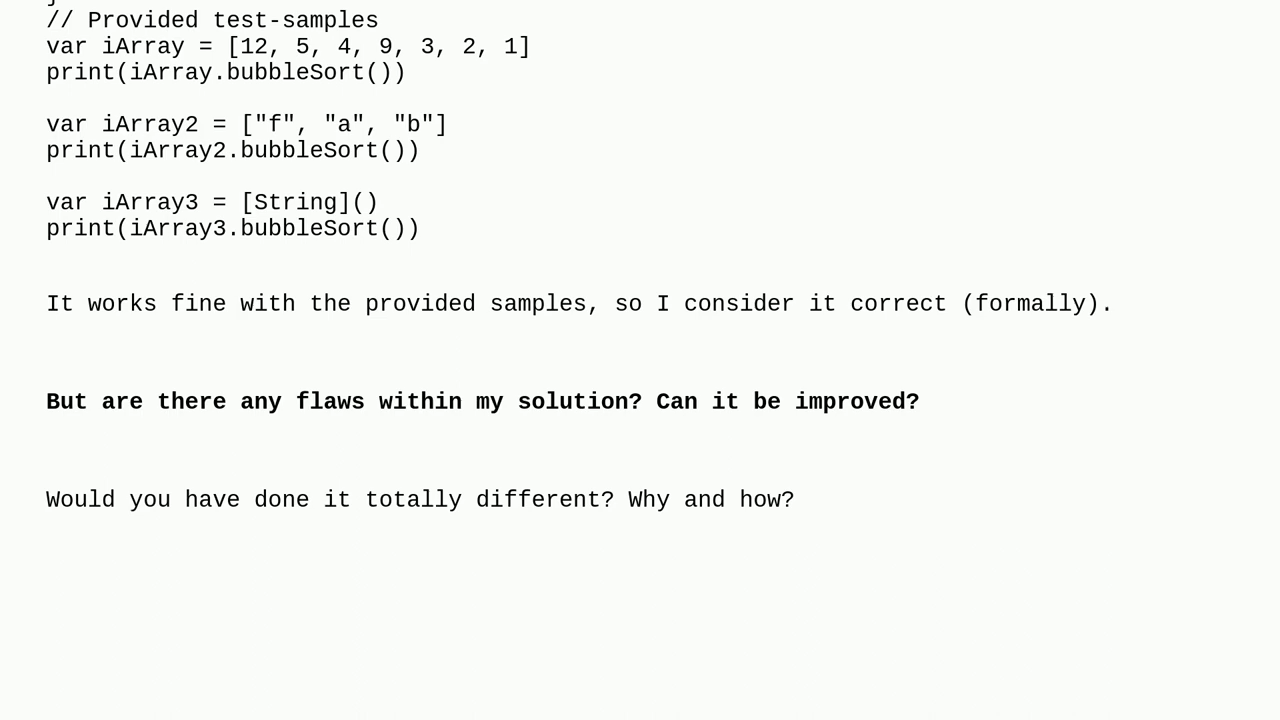 }
// Provided test-samples
var iArray = [12, 5, 4, 9, 3, 2, 1]
print(iArray.bubbleSort())
var iArray2 = ["f", "a", "b"]
print(iArray2.bubbleSort())
var iArray3 = [String]()
print(iArray3.bubbleSort())
It works fine with the provided samples, so I consider it correct (formally).
But are there any flaws within my solution? Can it be improved?
Would you have done it totally different? Why and how?